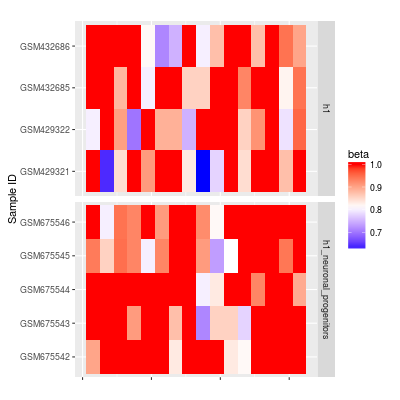 Sample ID
GSM432686
GSM432685
GSM429322
GSM429321
h1
GSM675546
GSM675545
GSM675544
GSM675543
GSM675542
h1_neuronal_progenitors
beta
1.0
0.9
0.8
0.7